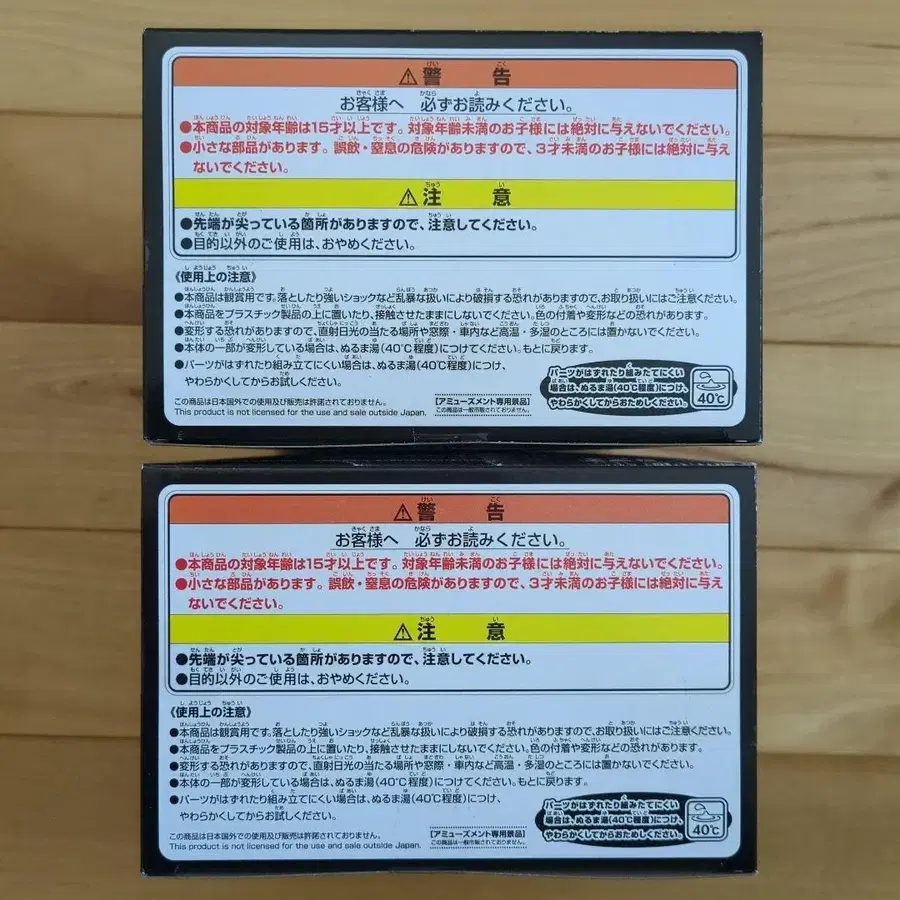 ⚠警告
お客様へ 必ずお読みください。
●本商品の対象年齢は15才以上です。対象年齢未満のお子様には絶対に与えないでください。
●小さな部品があります。誤飲・窒息の危険がありますので、3才未満のお子様には絶対に与え
ないでください。
⚠注意
●先端が尖っている箇所がありますので、注意してください。
●目的以外のご使用は、おやめください。
《使用上の注意》
●本商品は観賞用です。落としたり強いショックなど乱暴な扱いにより破損する恐れがありますので、お取り扱いにはご注意ください。
●本商品をプラスチック製品の上に置いたり、接触させたままにしないでください。色の付着や変形などの恐れがあります。
●変形する恐れがありますので、直射日光の当たる場所や窓際・車内など高温・多湿のところには置かないでください。
●本体の一部が変形している場合は、ぬるま湯(40℃程度)につけてください。もとに戻ります。
●パーツがはずれたり組み立てにくい場合は、ぬるま湯(40℃程度)につけ、
やわらかくしてからお試しください。
パーツがはずれたり組みたてにくい
場合は、ぬるま湯(40℃程度)につけ、
やわらかくしてからおためしください。
40℃
この商品は日本国外での使用及び販売は許諾されておりません。
This product is not licensed for the use and sale outside Japan.
【アミューズメント専用景品】
この商品は一般市販されておりません。
⚠警告
お客様へ 必ずお読みください。
●本商品の対象年齢は15才以上です。対象年齢未満のお子様には絶対に与えないでください。
●小さな部品があります。誤飲・窒息の危険がありますので、3才未満のお子様には絶対に与え
ないでください。
⚠注意
●先端が尖っている箇所がありますので、注意してください。
●目的以外のご使用は、おやめください。
《使用上の注意》
●本商品は観賞用です。落としたり強いショックなど乱暴な扱いにより破損する恐れがありますので、お取り扱いにはご注意ください。
●本商品をプラスチック製品の上に置いたり、接触させたままにしないでください。色の付着や変形などの恐れがあります。
●変形する恐れがありますので、直射日光の当たる場所や窓際・車内など高温・多湿のところには置かないでください。
●本体の一部が変形している場合は、ぬるま湯(40℃程度)につけてください。もとに戻ります。
●パーツがはずれたり組み立てにくい場合は、ぬるま湯(40℃程度)につけ、
やわらかくしてからお試しください。
パーツがはずれたり組みたてにくい
場合は、ぬるま湯(40℃程度)につけ、
やわらかくしてからおためしください。
40℃
この商品は日本国外での使用及び販売は許諾されておりません。
This product is not licensed for the use and sale outside Japan.
【アミューズメント専用景品】
この商品は一般市販されておりません。